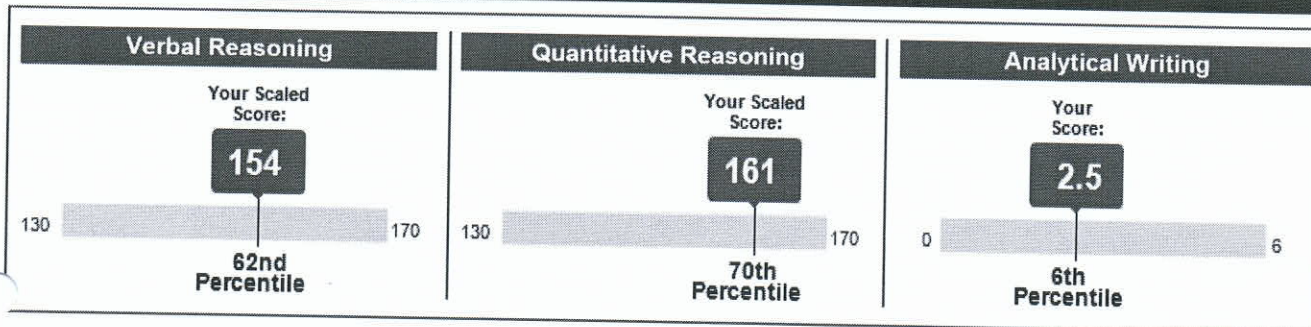 Verbal Reasoning
Your Scaled
Score:
154
130
170
62nd
Percentile
Quantitative Reasoning
Your Scaled
Score:
161
130
170
70th
Percentile
Analytical Writing
Your
Score:
2.5
0
6
6th
Percentile